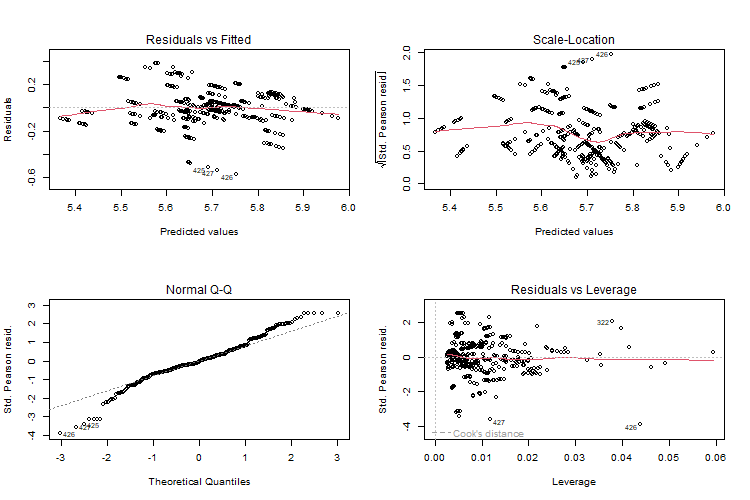 Residuals vs Fitted
Residuals
0.2
-0.2
-0.6
425
427
426
5.4 5.5 5.6 5.7 5.8 5.9 6.0
Predicted values
Scale-Location
√|Std. Pearson resid.|
2.0
1.5
1.0
0.5
0.0
425
427
426
5.4 5.5 5.6 5.7 5.8 5.9 6.0
Predicted values
Normal Q-Q
Std. Pearson resid.
3
2
1
0
-1
-2
-3
-4
425
427
426
-3 -2 -1 0 1 2 3
Theoretical Quantiles
Residuals vs Leverage
Std. Pearson resid.
2
0
-2
-4
322
427
426
Cook's distance
0.00 0.01 0.02 0.03 0.04 0.05 0.06
Leverage